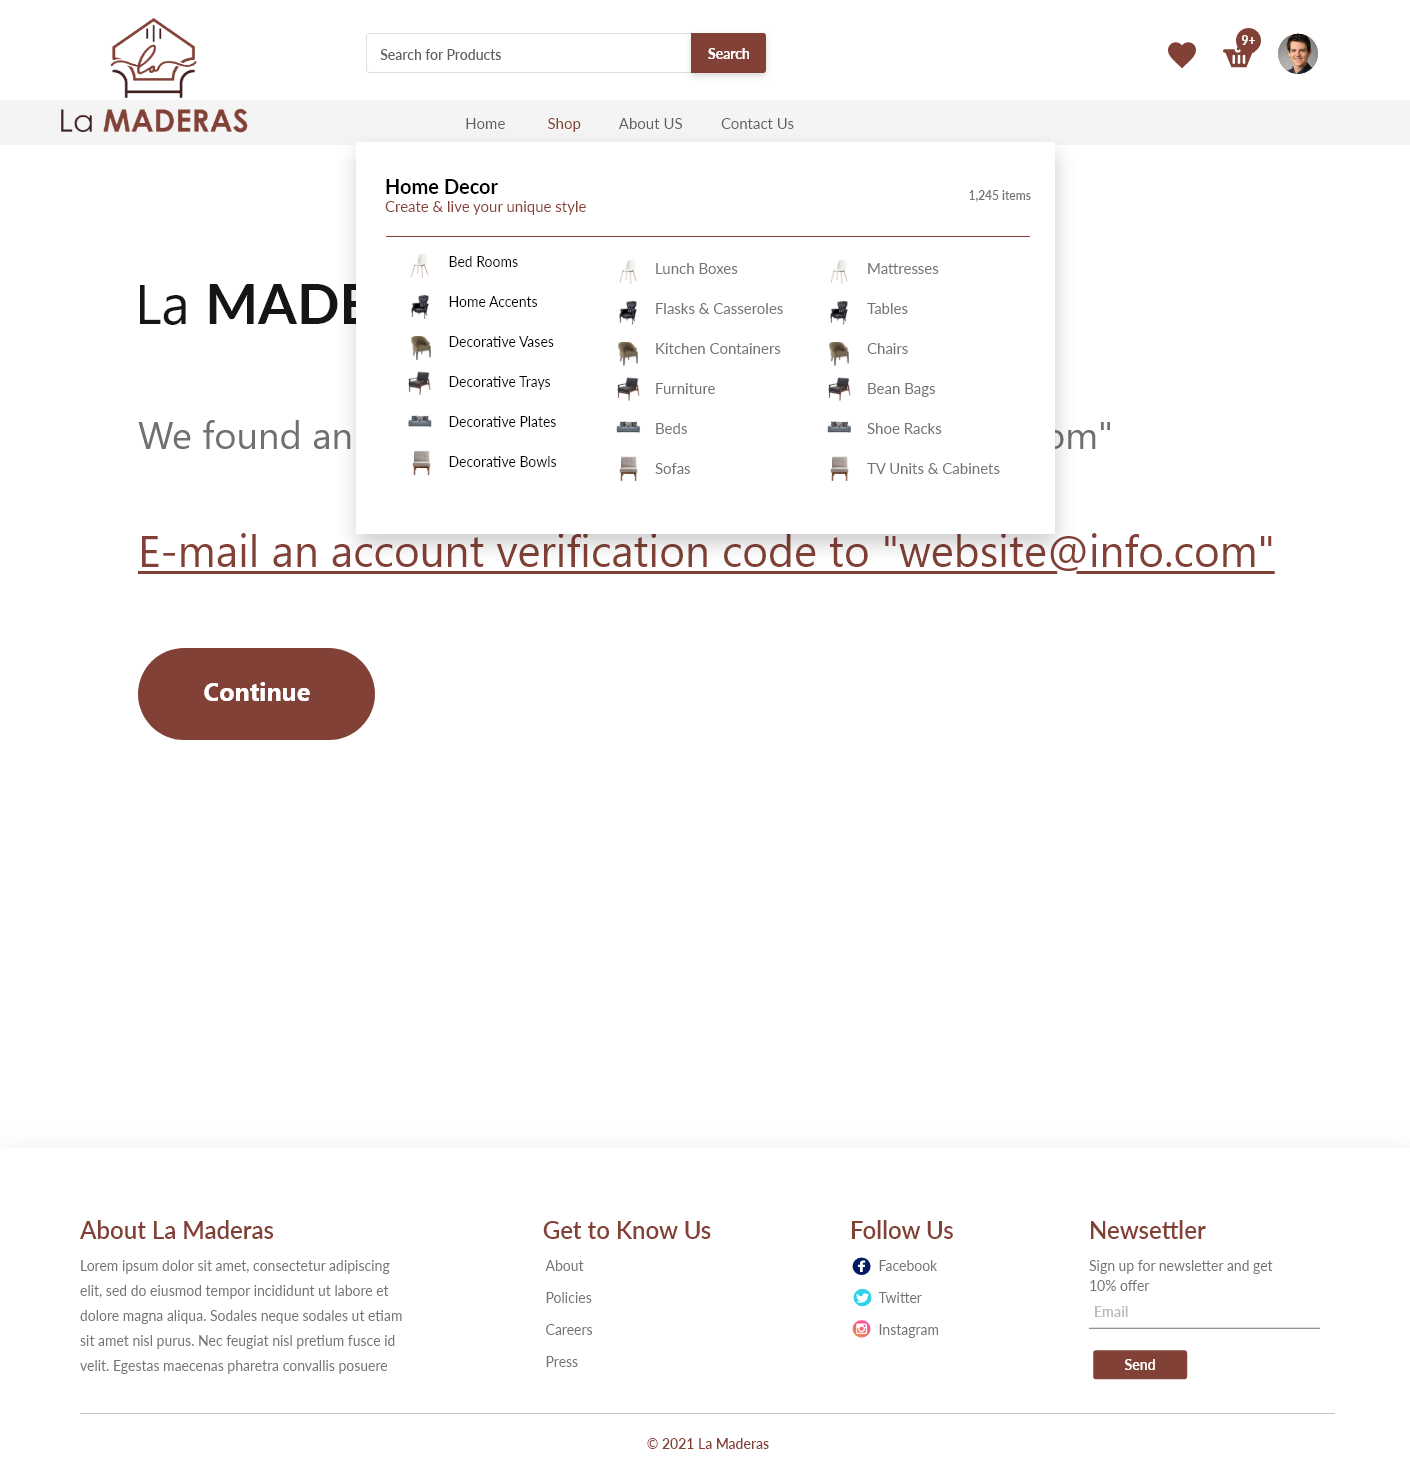 Search for Products
Search
9+
la
La MADERAS
Home
Shop
About US
Contact Us
Home Decor
Create & live your unique style
1,245 items
Bed Rooms
Home Accents
Decorative Vases
Decorative Trays
Decorative Plates
Decorative Bowls
Lunch Boxes
Flasks & Casseroles
Kitchen Containers
Furniture
Beds
Sofas
Mattresses
Tables
Chairs
Bean Bags
Shoe Racks
TV Units & Cabinets
La MADE
We found an om"
E-mail an account verification code to "website@info.com"
Continue
About La Maderas
Lorem ipsum dolor sit amet, consectetur adipiscing
elit, sed do eiusmod tempor incididunt ut labore et
dolore magna aliqua. Sodales neque sodales ut etiam
sit amet nisl purus. Nec feugiat nisl pretium fusce id
velit. Egestas maecenas pharetra convallis posuere
Get to Know Us
About
Policies
Careers
Press
Follow Us
Facebook
Twitter
Instagram
Newsettler
Sign up for newsletter and get
10% offer
Email
Send
© 2021 La Maderas